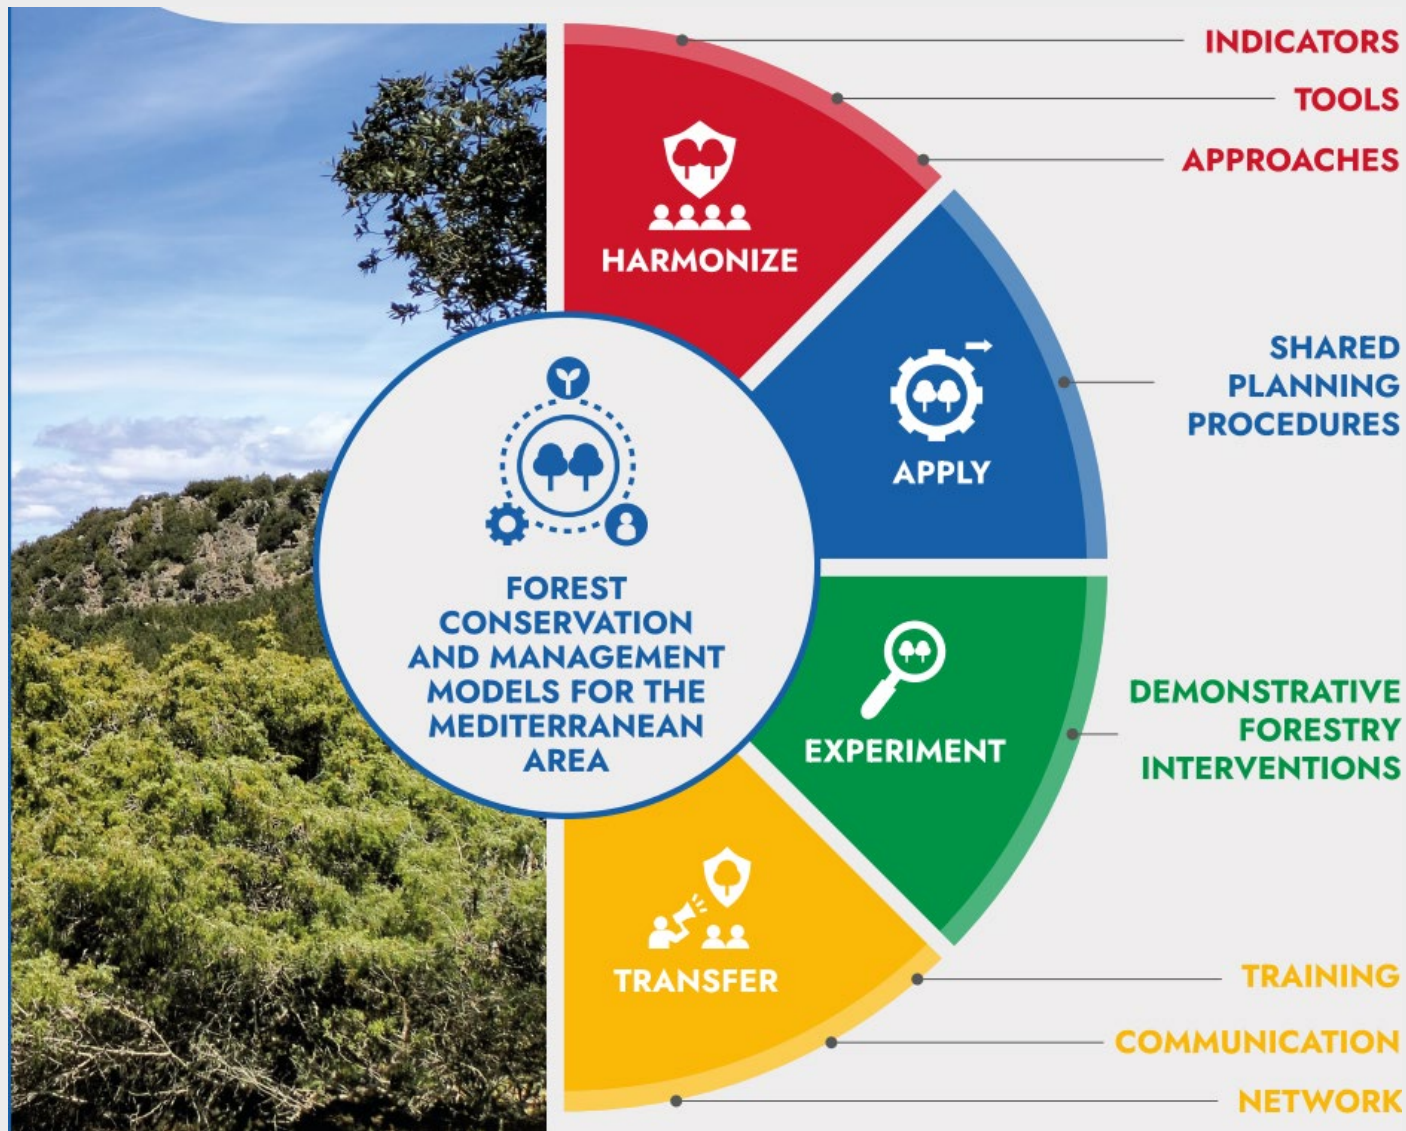 INDICATORS
TOOLS
APPROACHES
HARMONIZE
SHARED
PLANNING
PROCEDURES
APPLY
FOREST
CONSERVATION
AND MANAGEMENT
MODELS FOR THE
MEDITERRANEAN
AREA
DEMONSTRATIVE
FORESTRY
INTERVENTIONS
EXPERIMENT
TRANSFER
TRAINING
COMMUNICATION
NETWORK